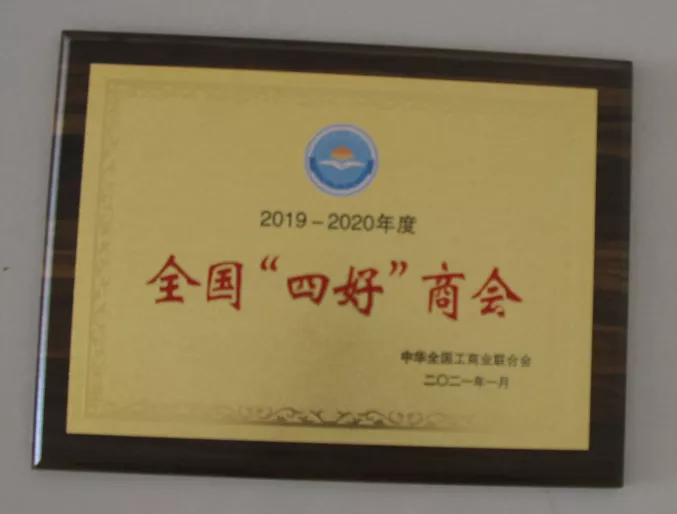 2019－2020年度
全国“四好”商会
中华全国工商业联合会
二〇二一年一月